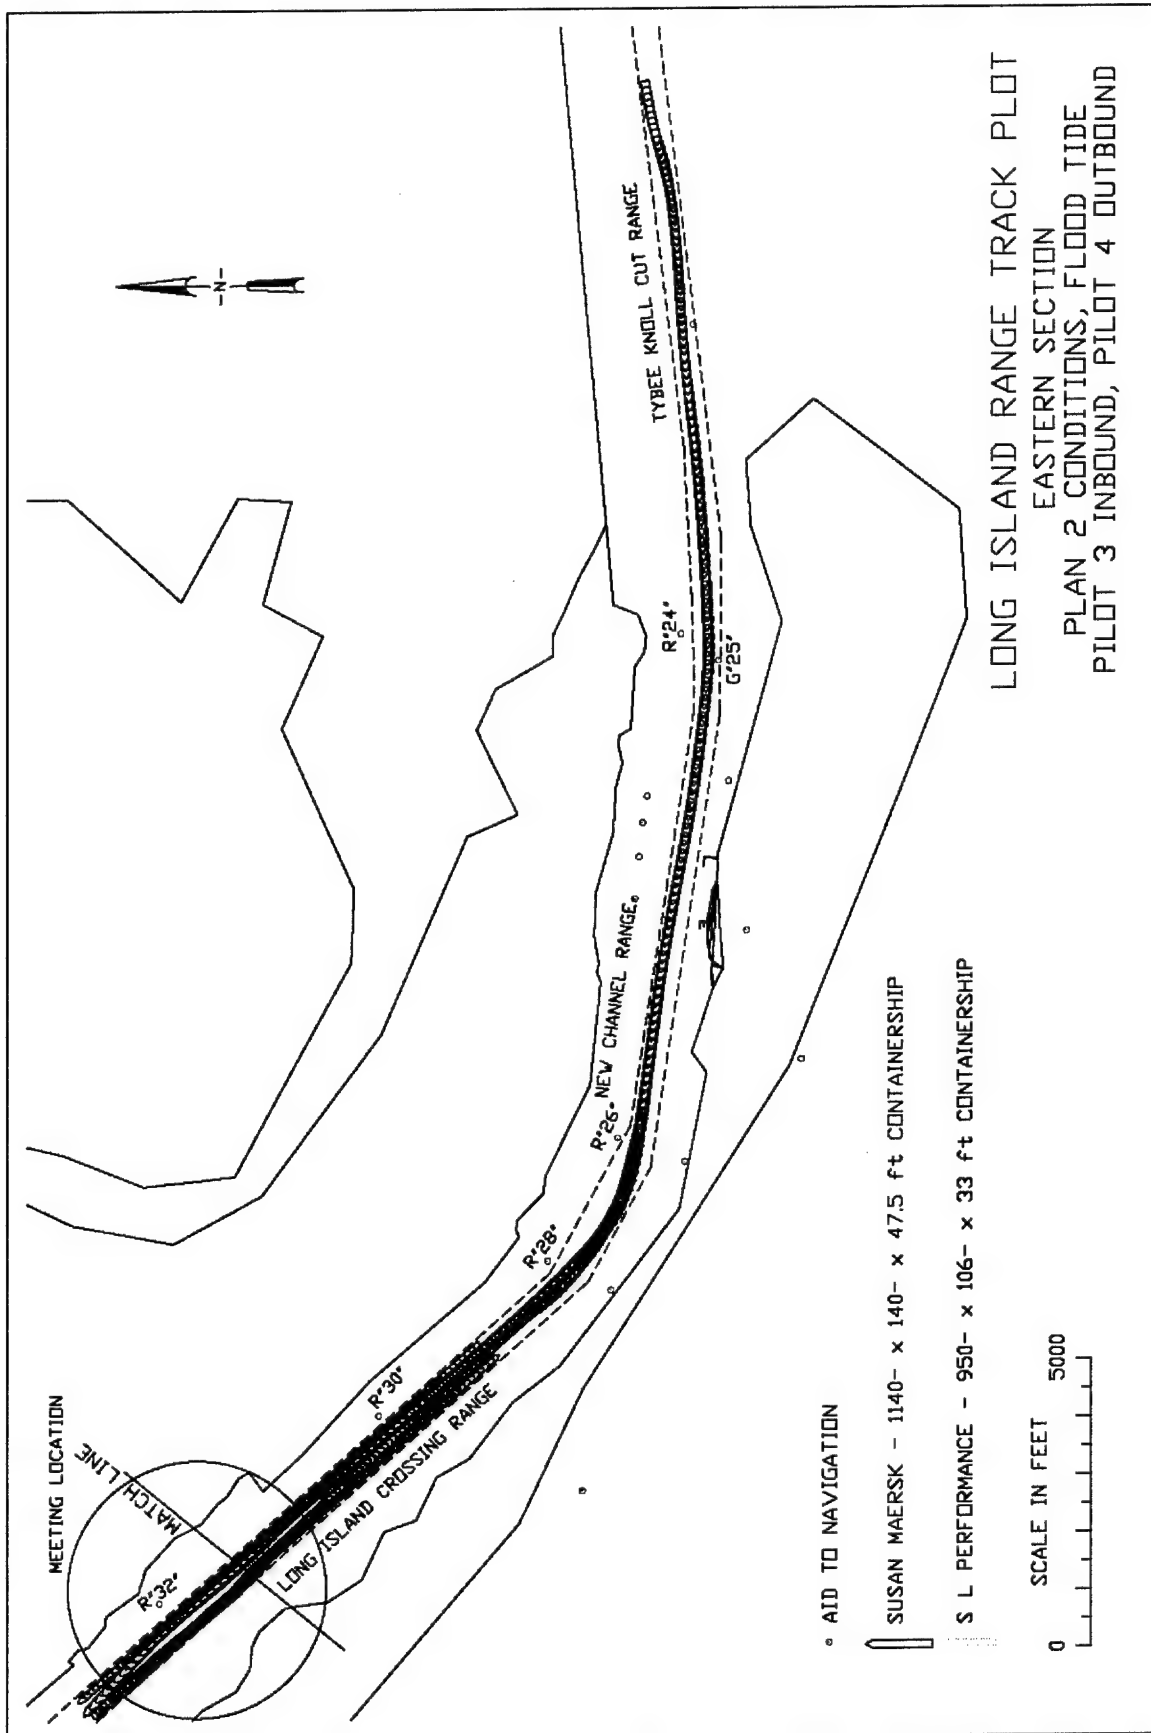 MEETING LOCATION
MATCH LINE
R"32"
R"30"
LONG ISLAND CROSSING RANGE
R"28"
R"26"
NEW CHANNEL RANGE
R"24"
G"25"
TYBEE KNOLL CUT RANGE
-N-
AID TO NAVIGATION
SUSAN MAERSK - 1140- x 140- x 47.5 ft CONTAINERSHIP
S L PERFORMANCE - 950- x 106- x 33 ft CONTAINERSHIP
SCALE IN FEET
0 5000
LONG ISLAND RANGE TRACK PLOT
EASTERN SECTION
PLAN 2 CONDITIONS, FLOOD TIDE
PILOT 3 INBOUND, PILOT 4 OUTBOUND